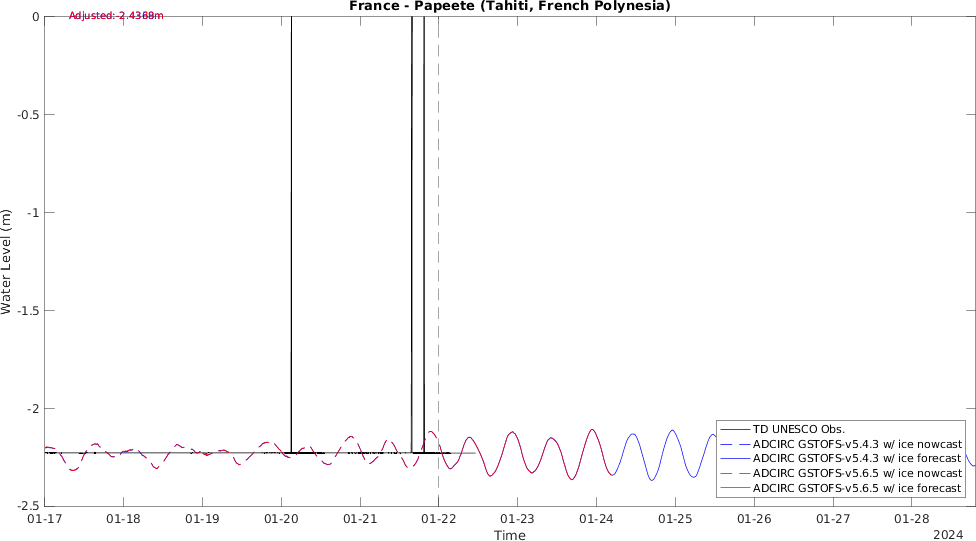 France - Papeete (Tahiti, French Polynesia)
0
-0.5
-1
-1.5
-2
-2.5
Water Level (m)
TD UNESCO Obs.
ADCIRC GSTOFS-v5.4.3 w/ ice nowcast
ADCIRC GSTOFS-v5.4.3 w/ ice forecast
ADCIRC GSTOFS-v5.6.5 w/ ice nowcast
ADCIRC GSTOFS-v5.6.5 w/ ice forecast
01-17 01-18 01-19 01-20 01-21 01-22 01-23 01-24 01-25 01-26 01-27 01-28
Time
2024